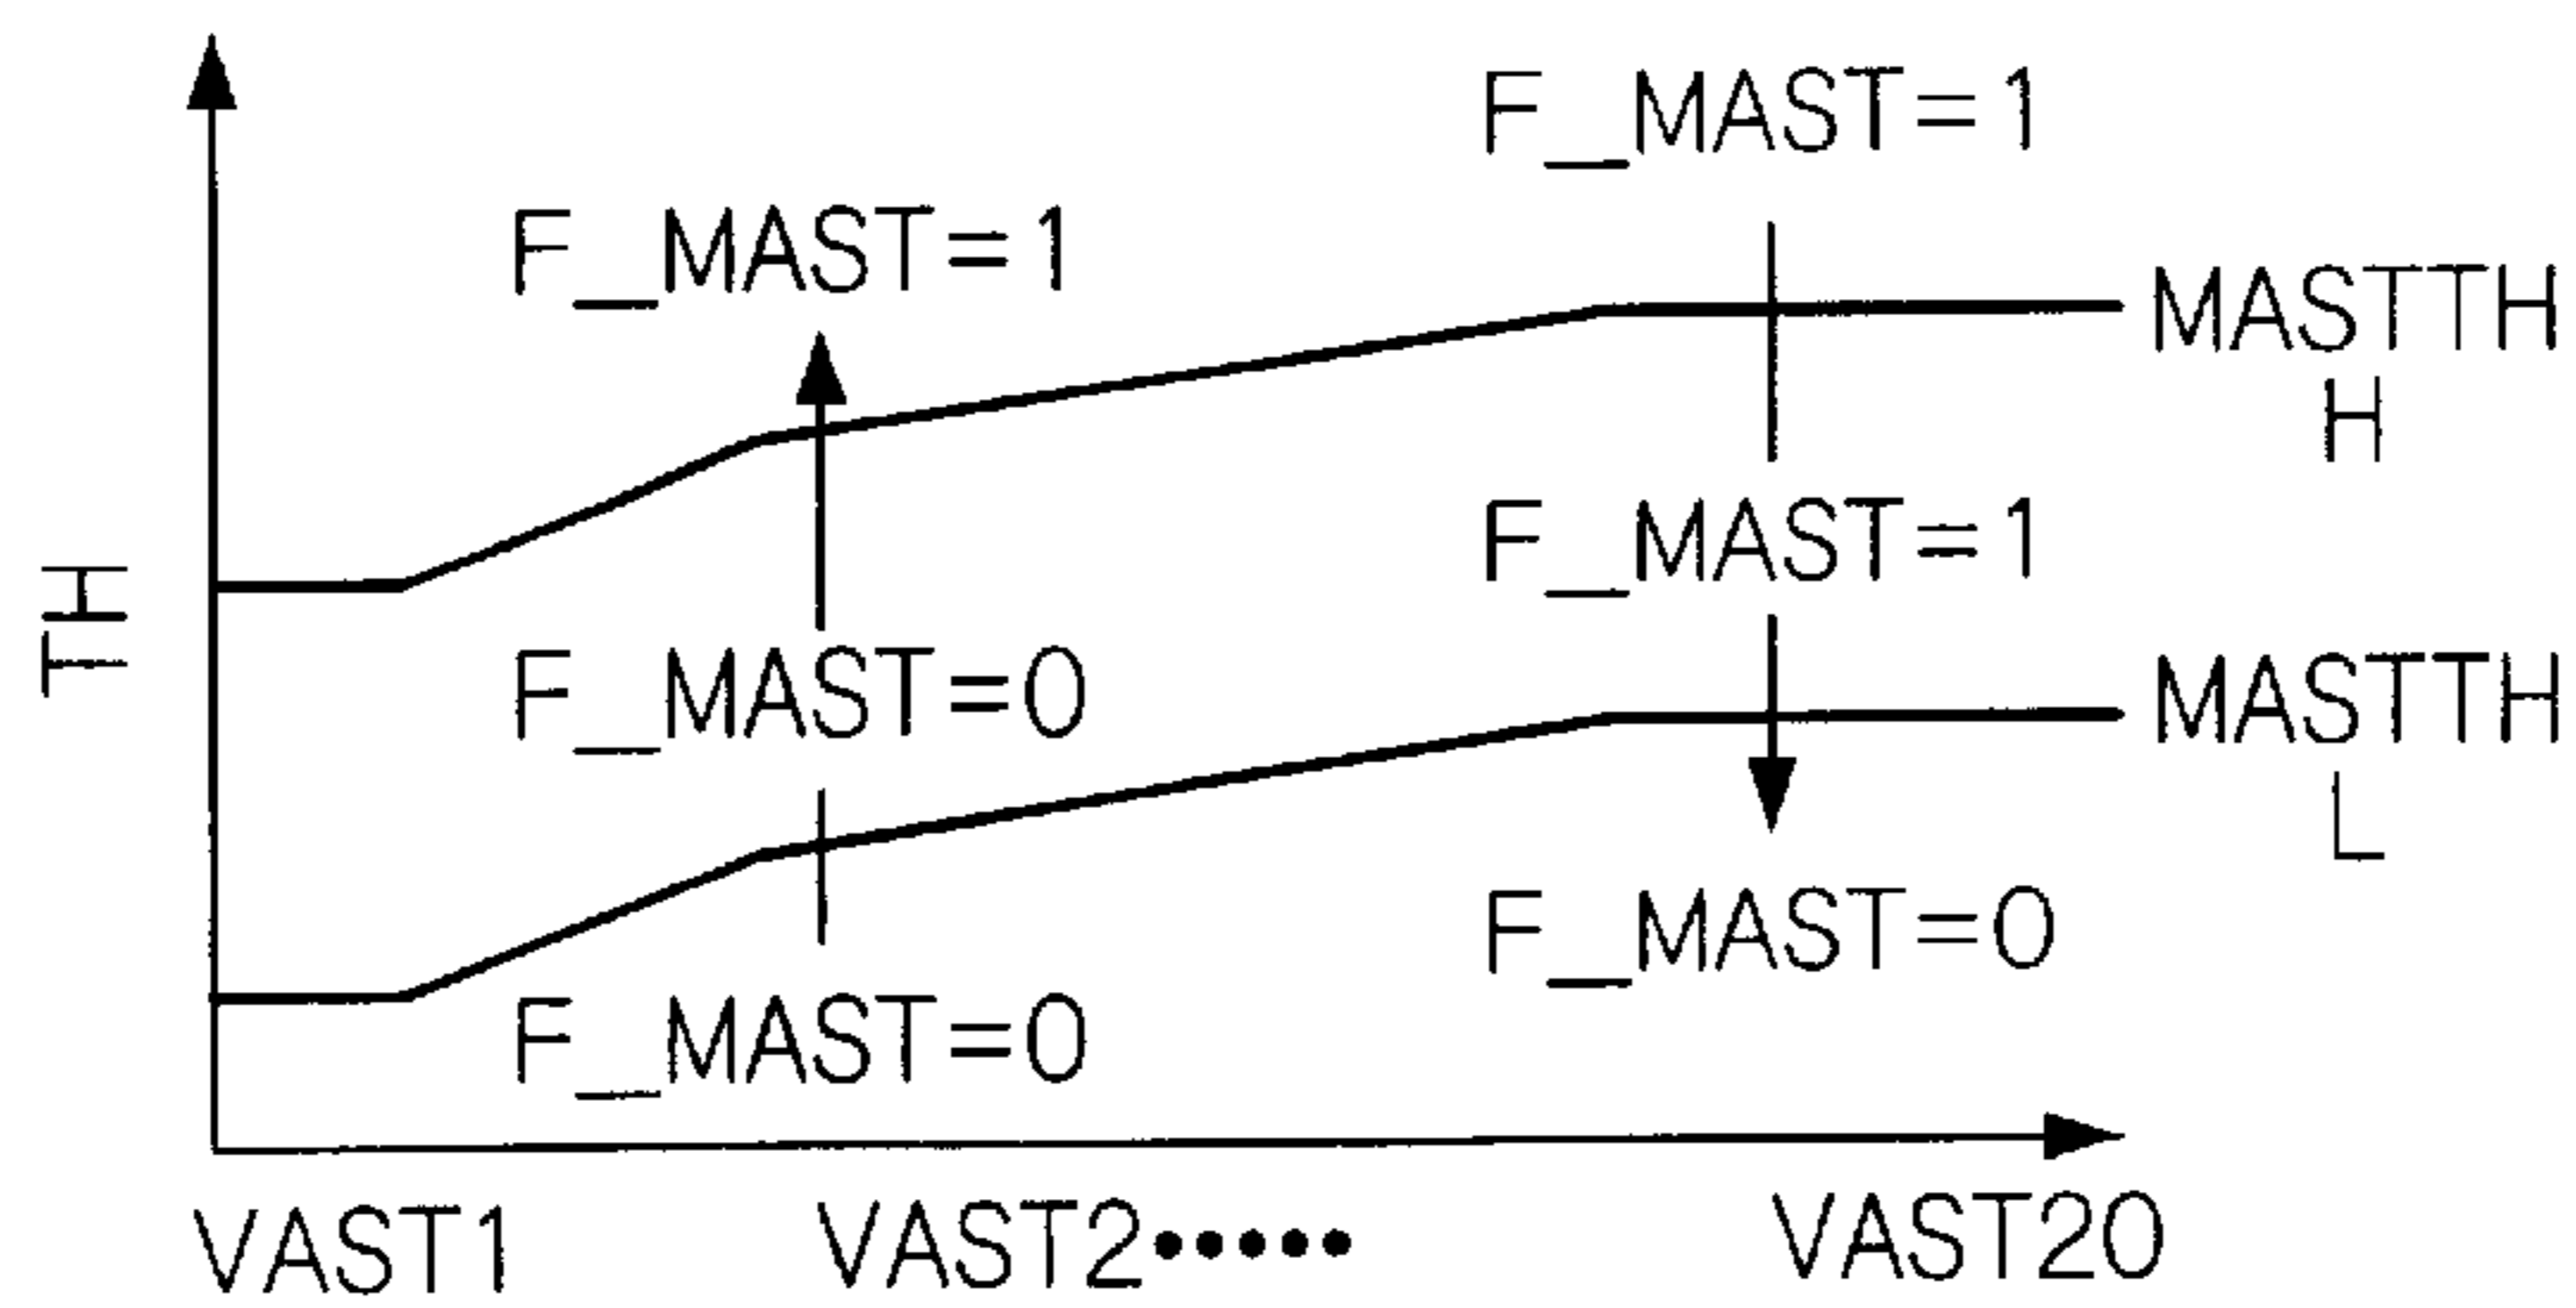 F_MAST=1
F_MAST=1
MASTTH
H
TH
F_MAST=1
F_MAST=0
MASTTH
L
F_MAST=0
F_MAST=0
VAST1
VAST2•••••
VAST20